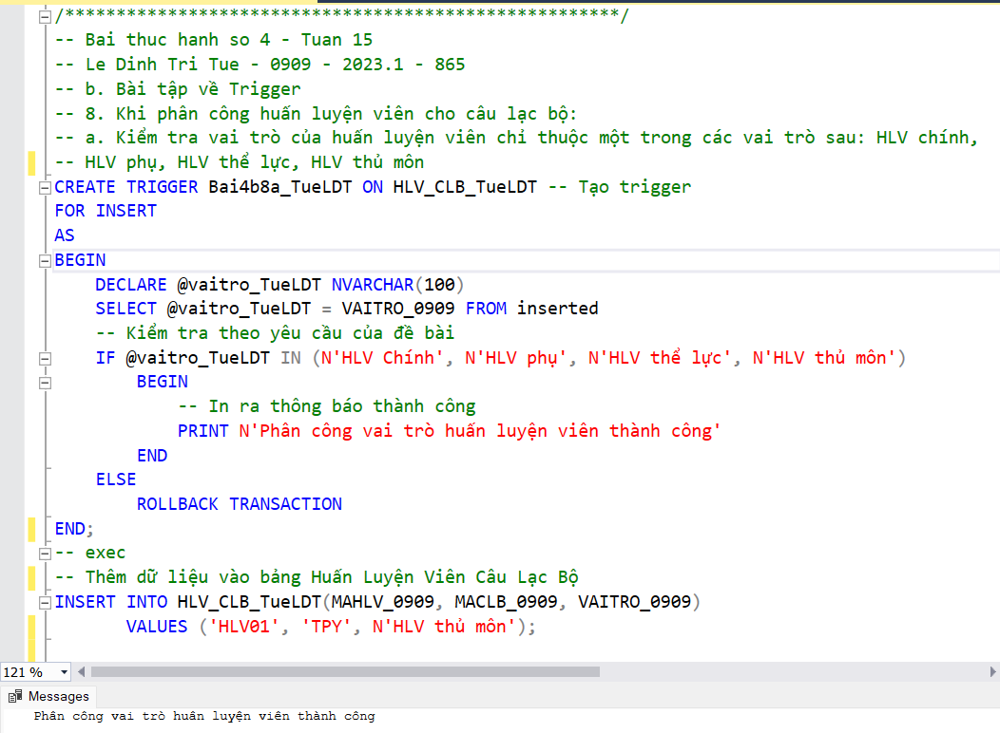 /******************************************************/
-- Bai thuc hanh so 4 - Tuan 15
-- Le Dinh Tri Tue - 0909 - 2023.1 - 865
-- b. Bài tập về Trigger
-- 8. Khi phân công huấn luyện viên cho câu lạc bộ:
-- a. Kiểm tra vai trò của huấn luyện viên chỉ thuộc một trong các vai trò sau: HLV chính,
-- HLV phụ, HLV thể lực, HLV thủ môn
CREATE TRIGGER Bai4b8a_TueLDT ON HLV_CLB_TueLDT -- Tạo trigger
FOR INSERT
AS
BEGIN
    DECLARE @vaitro_TueLDT NVARCHAR(100)
    SELECT @vaitro_TueLDT = VAITRO_0909 FROM inserted
    -- Kiểm tra theo yêu cầu của đề bài
    IF @vaitro_TueLDT IN (N'HLV Chính', N'HLV phụ', N'HLV thể lực', N'HLV thủ môn')
        BEGIN
            -- In ra thông báo thành công
            PRINT N'Phân công vai trò huấn luyện viên thành công'
        END
    ELSE
        ROLLBACK TRANSACTION
END;
-- exec
-- Thêm dữ liệu vào bảng Huấn Luyện Viên Câu Lạc Bộ
INSERT INTO HLV_CLB_TueLDT(MAHLV_0909, MACLB_0909, VAITRO_0909)
       VALUES ('HLV01', 'TPY', N'HLV thủ môn');
121 %
Messages
Phân công vai trò huấn luyện viên thành công